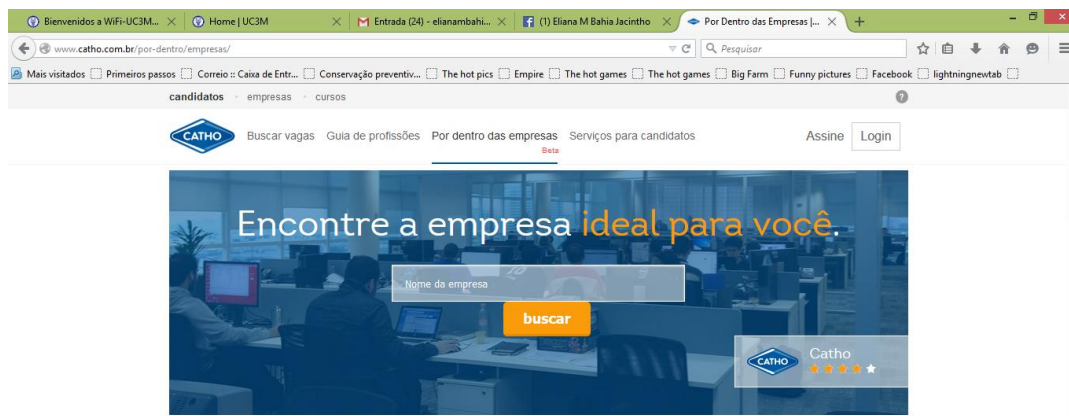 Bienvenidos a WiFi-UC3M... Home | UC3M Entrada (24) - elianambahi... (1) Eliana M Bahia Jacintho Por Dentro das Empresas |...
www.catho.com.br/por-dentro/empresas/ Pesquisar
Mais visitados Primeiros passos Correio :: Caixa de Entr... Conservação preventiv... The hot pics Empire The hot games The hot games Big Farm Funny pictures Facebook lightningnewtab
candidatos empresas cursos
CATHO Buscar vagas Guia de profissões Por dentro das empresas Serviços para candidatos Assine Login
Beta
Encontre a empresa ideal para você.
Nome da empresa
buscar
CATHO Catho